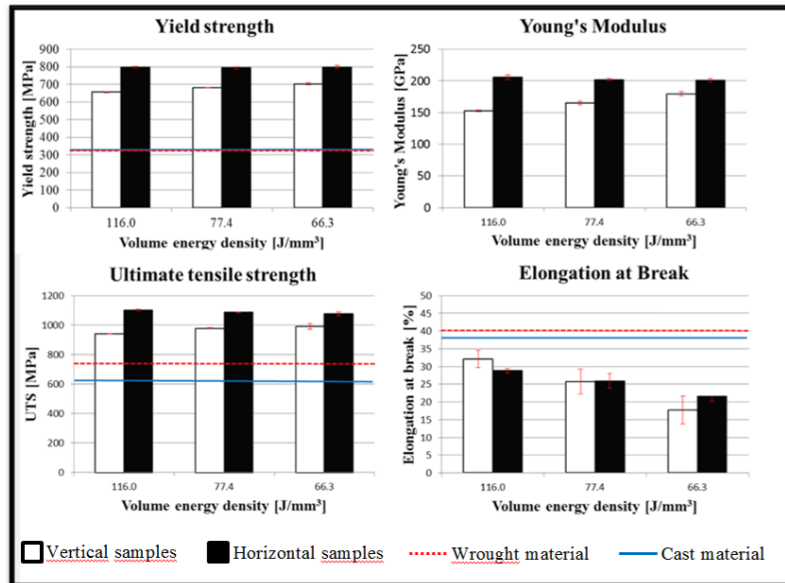 Yield strength
Yield strength [MPa]
900
800
700
600
500
400
300
200
100
0
116.0 77.4 66.3
Volume energy density [J/mm³]
Young's Modulus
Young's Modulus [GPa]
250
200
150
100
50
0
116.0 77.4 66.3
Volume energy density [J/mm³]
Ultimate tensile strength
UTS [MPa]
1200
1000
800
600
400
200
0
116.0 77.4 66.3
Volume energy density [J/mm³]
Elongation at Break
Elongation at break [%]
50
45
40
35
30
25
20
15
10
5
0
116.0 77.4 66.3
Volume energy density [J/mm³]
Vertical samples Horizontal samples Wrought material Cast material